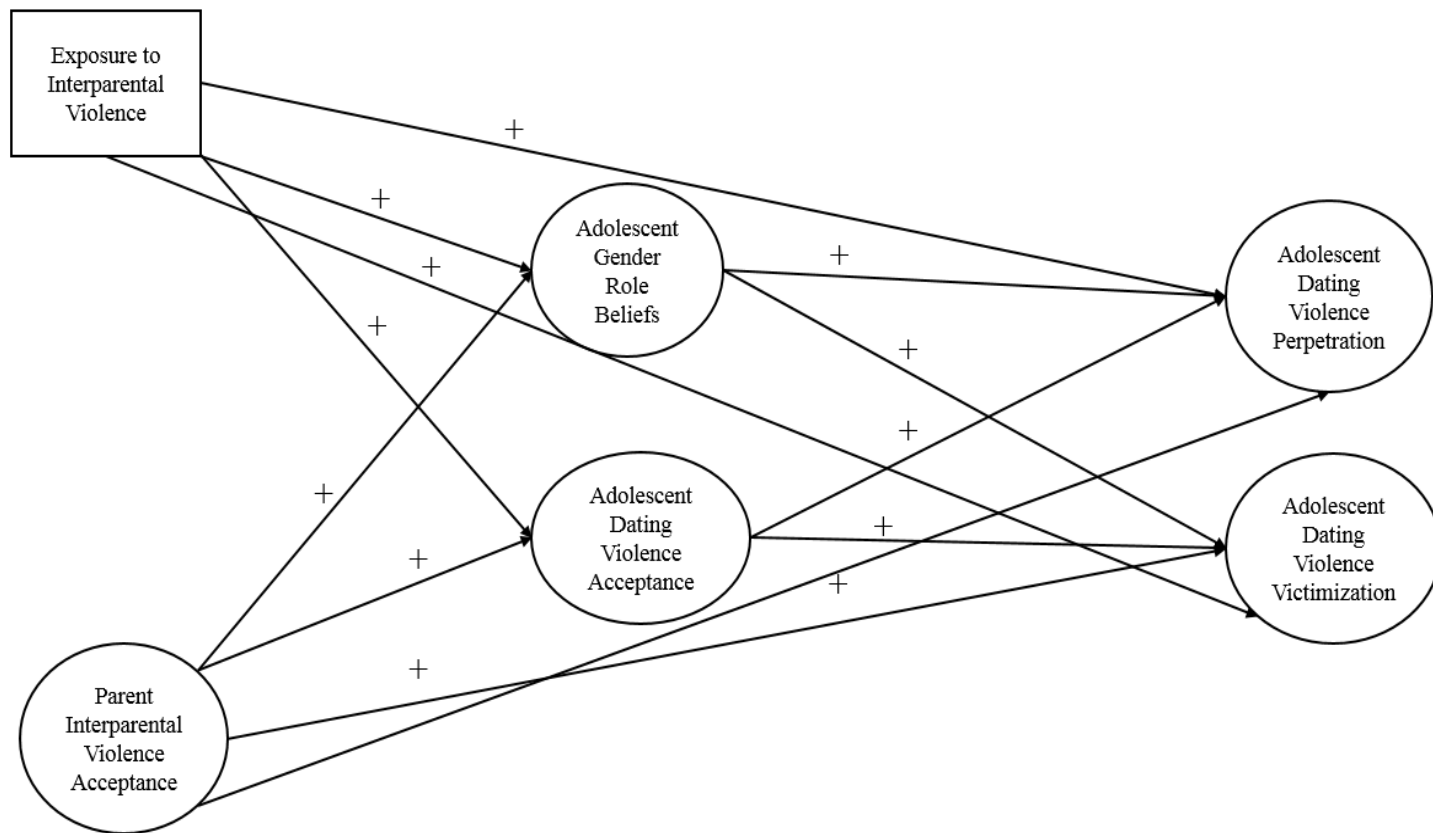 Exposure to
Interparental
Violence
+
+
+
+
Adolescent
Gender
Role
Beliefs
+
+
+
+
Adolescent
Dating
Violence
Perpetration
+
Adolescent
Dating
Violence
Acceptance
+
+
+
Adolescent
Dating
Violence
Victimization
Parent
Interparental
Violence
Acceptance